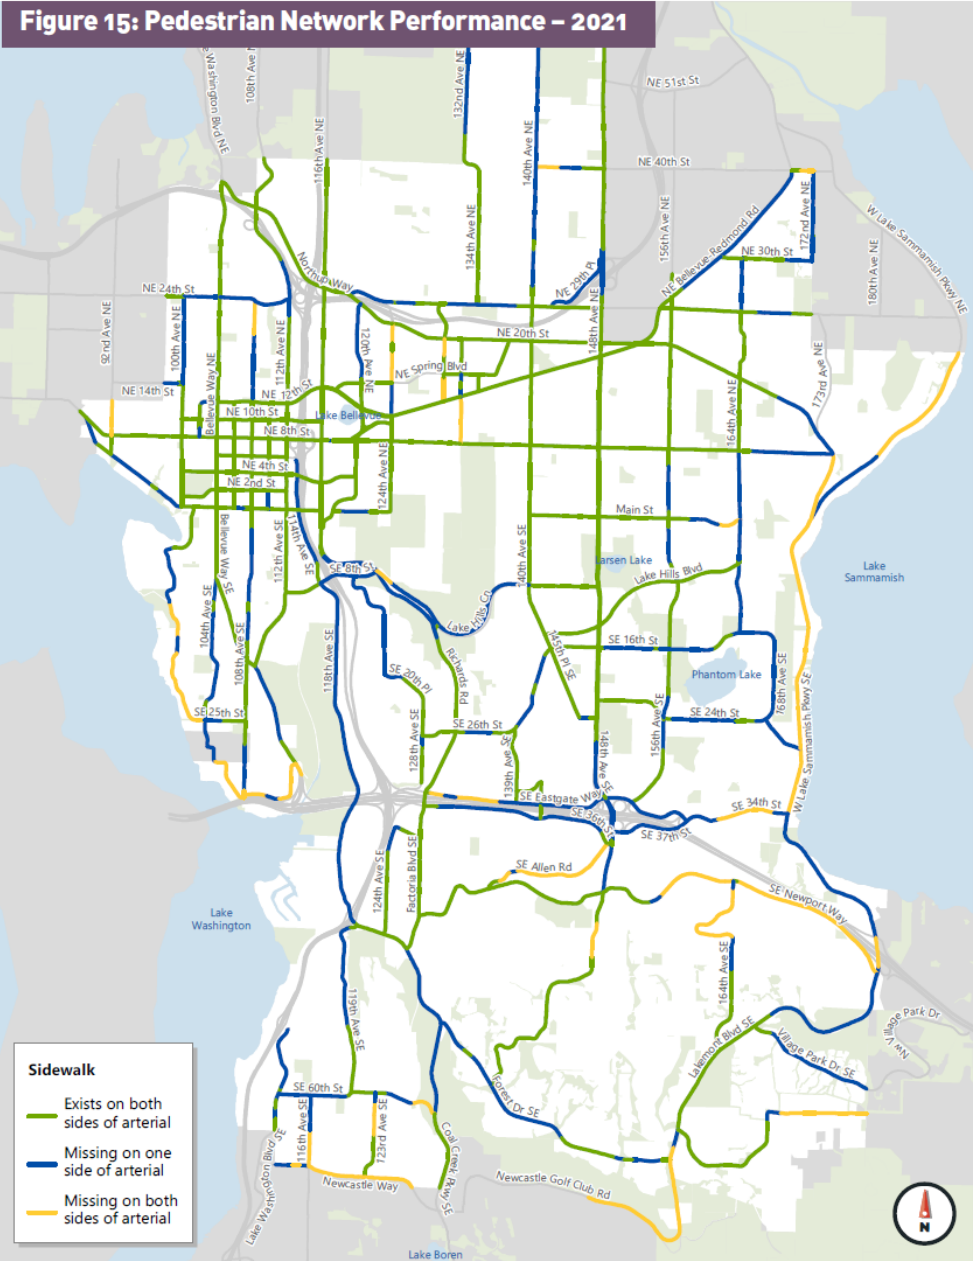 Figure 15: Pedestrian Network Performance – 2021
Washington Blvd NE
108th Ave N
116th Ave NE
132nd Ave NE
140th Ave NE
NE 51st St
NE 40th St
134th Ave NE
156th Ave NE
NE Bellevue-Redmond Rd
172nd Ave NE
NE 30th St
180th Ave NE
W Lake Sammamish Pkwy NE
Northup Way
NE 29th Pl
NE 24th St
92nd Ave NE
100th Ave NE
Bellevue Way NE
112th Ave NE
120th Ave NE
NE 20th St
148th Ave NE
NE Spring Blvd
173rd Ave NE
NE 14th St
NE 12th St
NE 10th St
Lake Bellevue
NE 8th St
164th Ave NE
NE 4th St
NE 2nd St
124th Ave NE
Main St
Bellevue Way SE
112th Ave SE
114th Ave SE
140th Ave SE
SE 8th St
Larsen Lake
Lake Hills Blvd
Lake
Sammamish
104th Ave SE
108th Ave SE
118th Ave SE
Lake Hills Cn
145th Pl SE
SE 16th St
Richards Rd
SE 20th Pl
Phantom Lake
168th Ave SE
SE 25th St
128th Ave SE
SE 26th St
139th Ave SE
148th Ave SE
156th Ave SE
SE 24th St
W Lake Sammamish Pkwy SE
SE Eastgate Way
SE 36th St
SE 37th St
SE 34th St
124th Ave SE
Factoria Blvd SE
SE Allen Rd
SE Newport Way
Lake
Washington
164th Ave SE
119th Ave SE
Lakemont Blvd SE
Village Park Dr SE
NW Village Park Dr
SE 60th St
Forest Dr SE
116th Ave SE
123rd Ave SE
Coal Creek Pkwy SE
Lake Washington Blvd SE
Newcastle Way
Newcastle Golf Club Rd
Lake Boren
Sidewalk
Exists on both
sides of arterial
Missing on one
side of arterial
Missing on both
sides of arterial
N